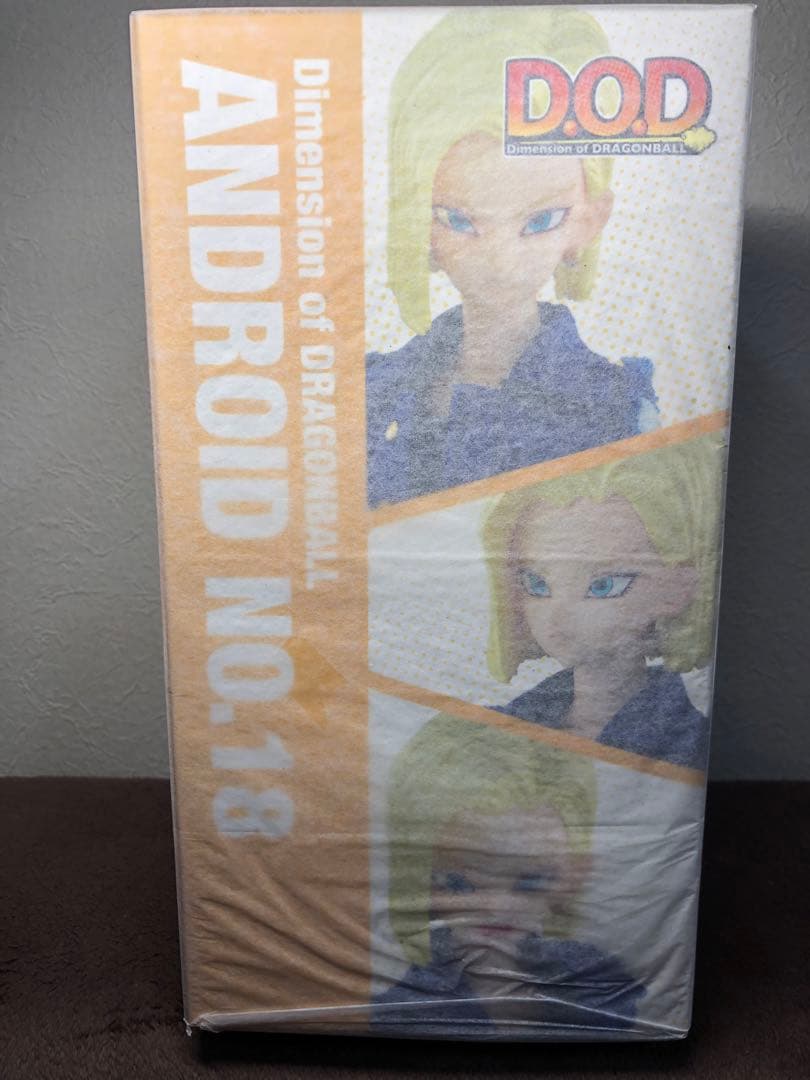 D.O.D
Dimension of DRAGONBALL
Dimension of DRAGONBALL
ANDROID NO.18